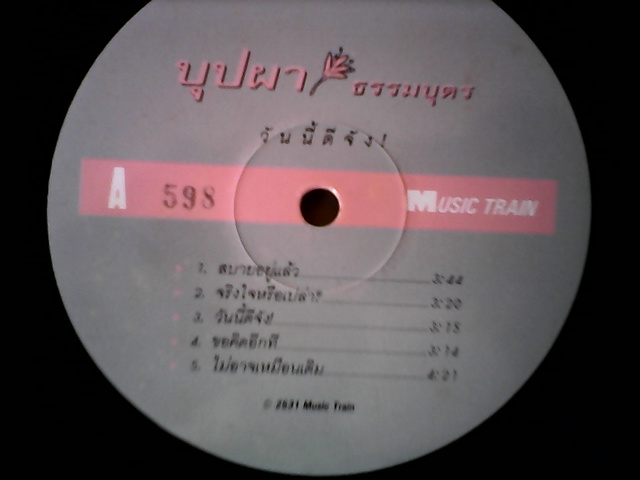 บุปผา ธรรมบุตร
วันนี้ดีจัง!
A 598 MUSIC TRAIN
1. สบายอยู่แล้ว 3:44
2. จริงใจหรือเปล่า? 3:20
3. วันนี้ดีจัง! 3:15
4. ขอคิดอีกที 3:14
5. ไม่อาจเหมือนเดิม 4:21
© 2531 Music Train